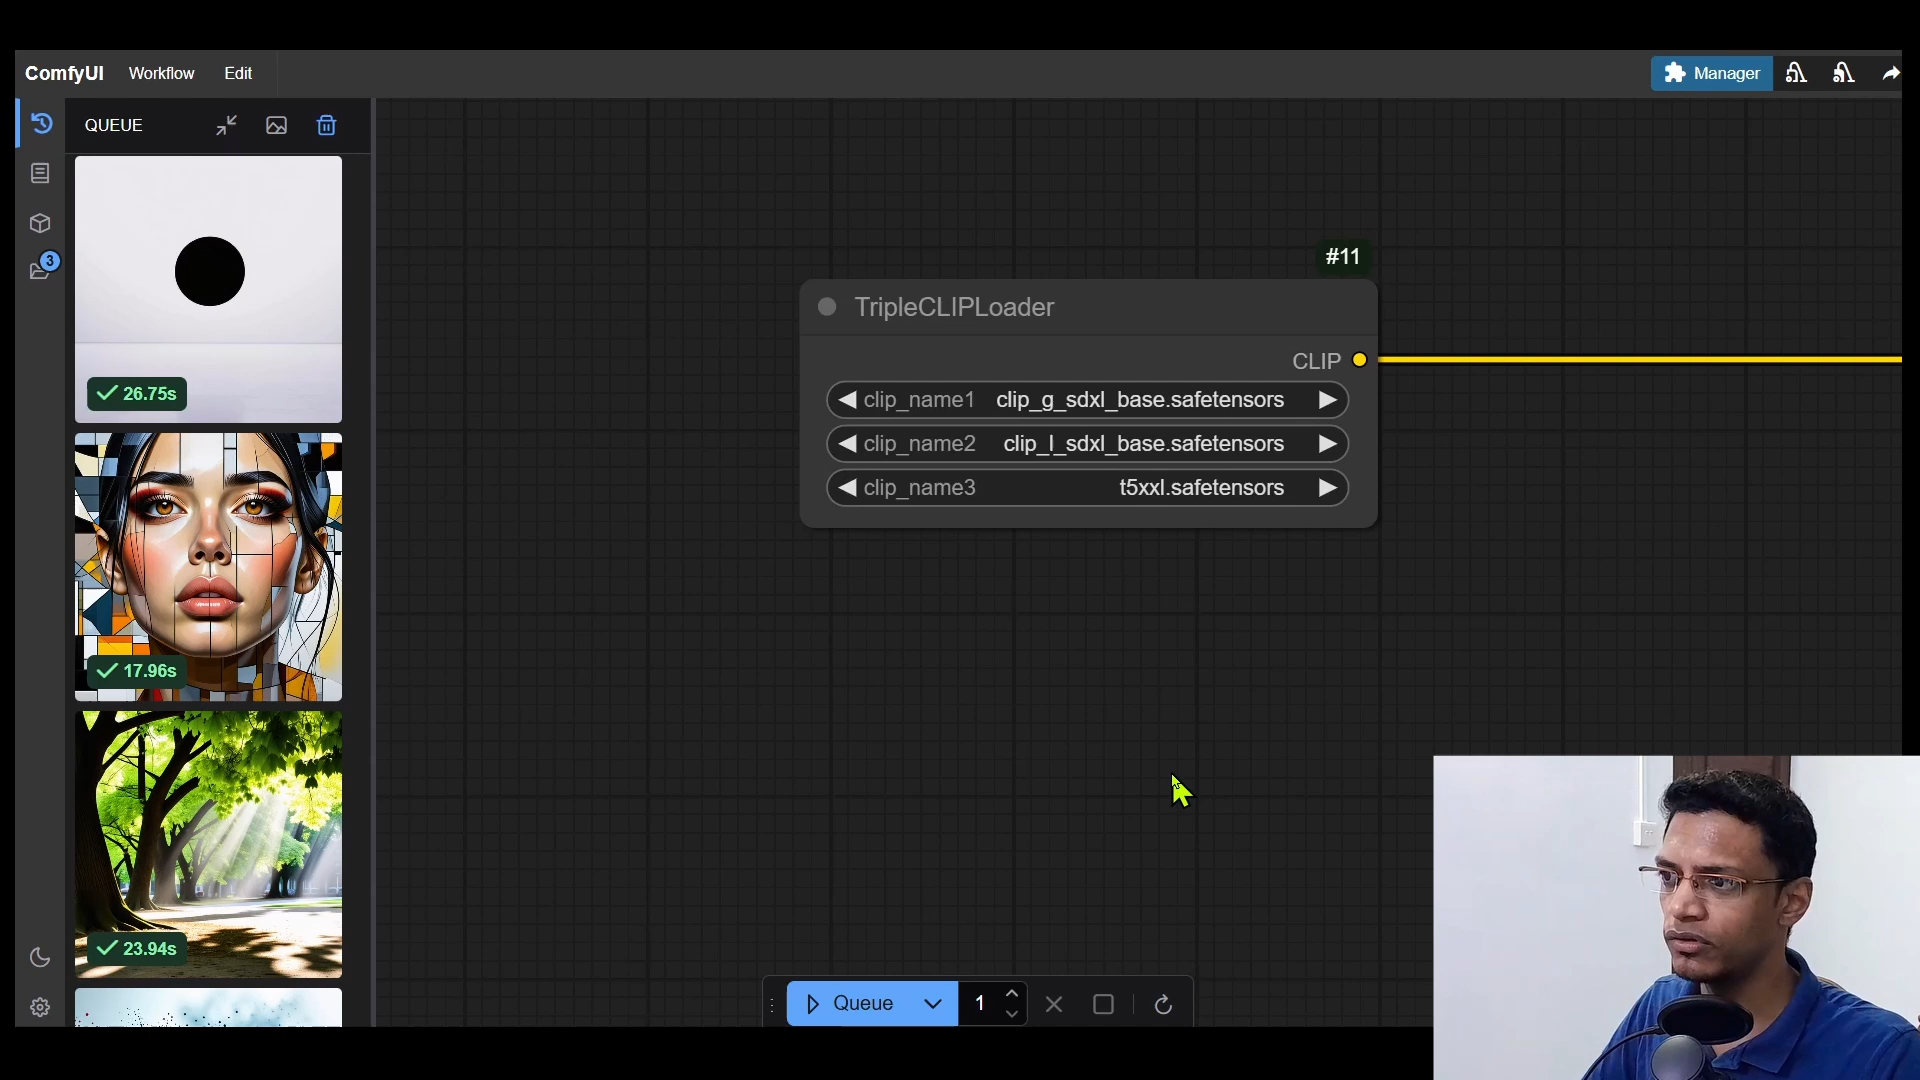 ComfyUI Workflow Edit Manager
QUEUE
3
26.75s
17.96s
23.94s
#11
TripleCLIPLoader
CLIP
clip_name1 clip_g_sdxl_base.safetensors
clip_name2 clip_l_sdxl_base.safetensors
clip_name3 t5xxl.safetensors
Queue 1